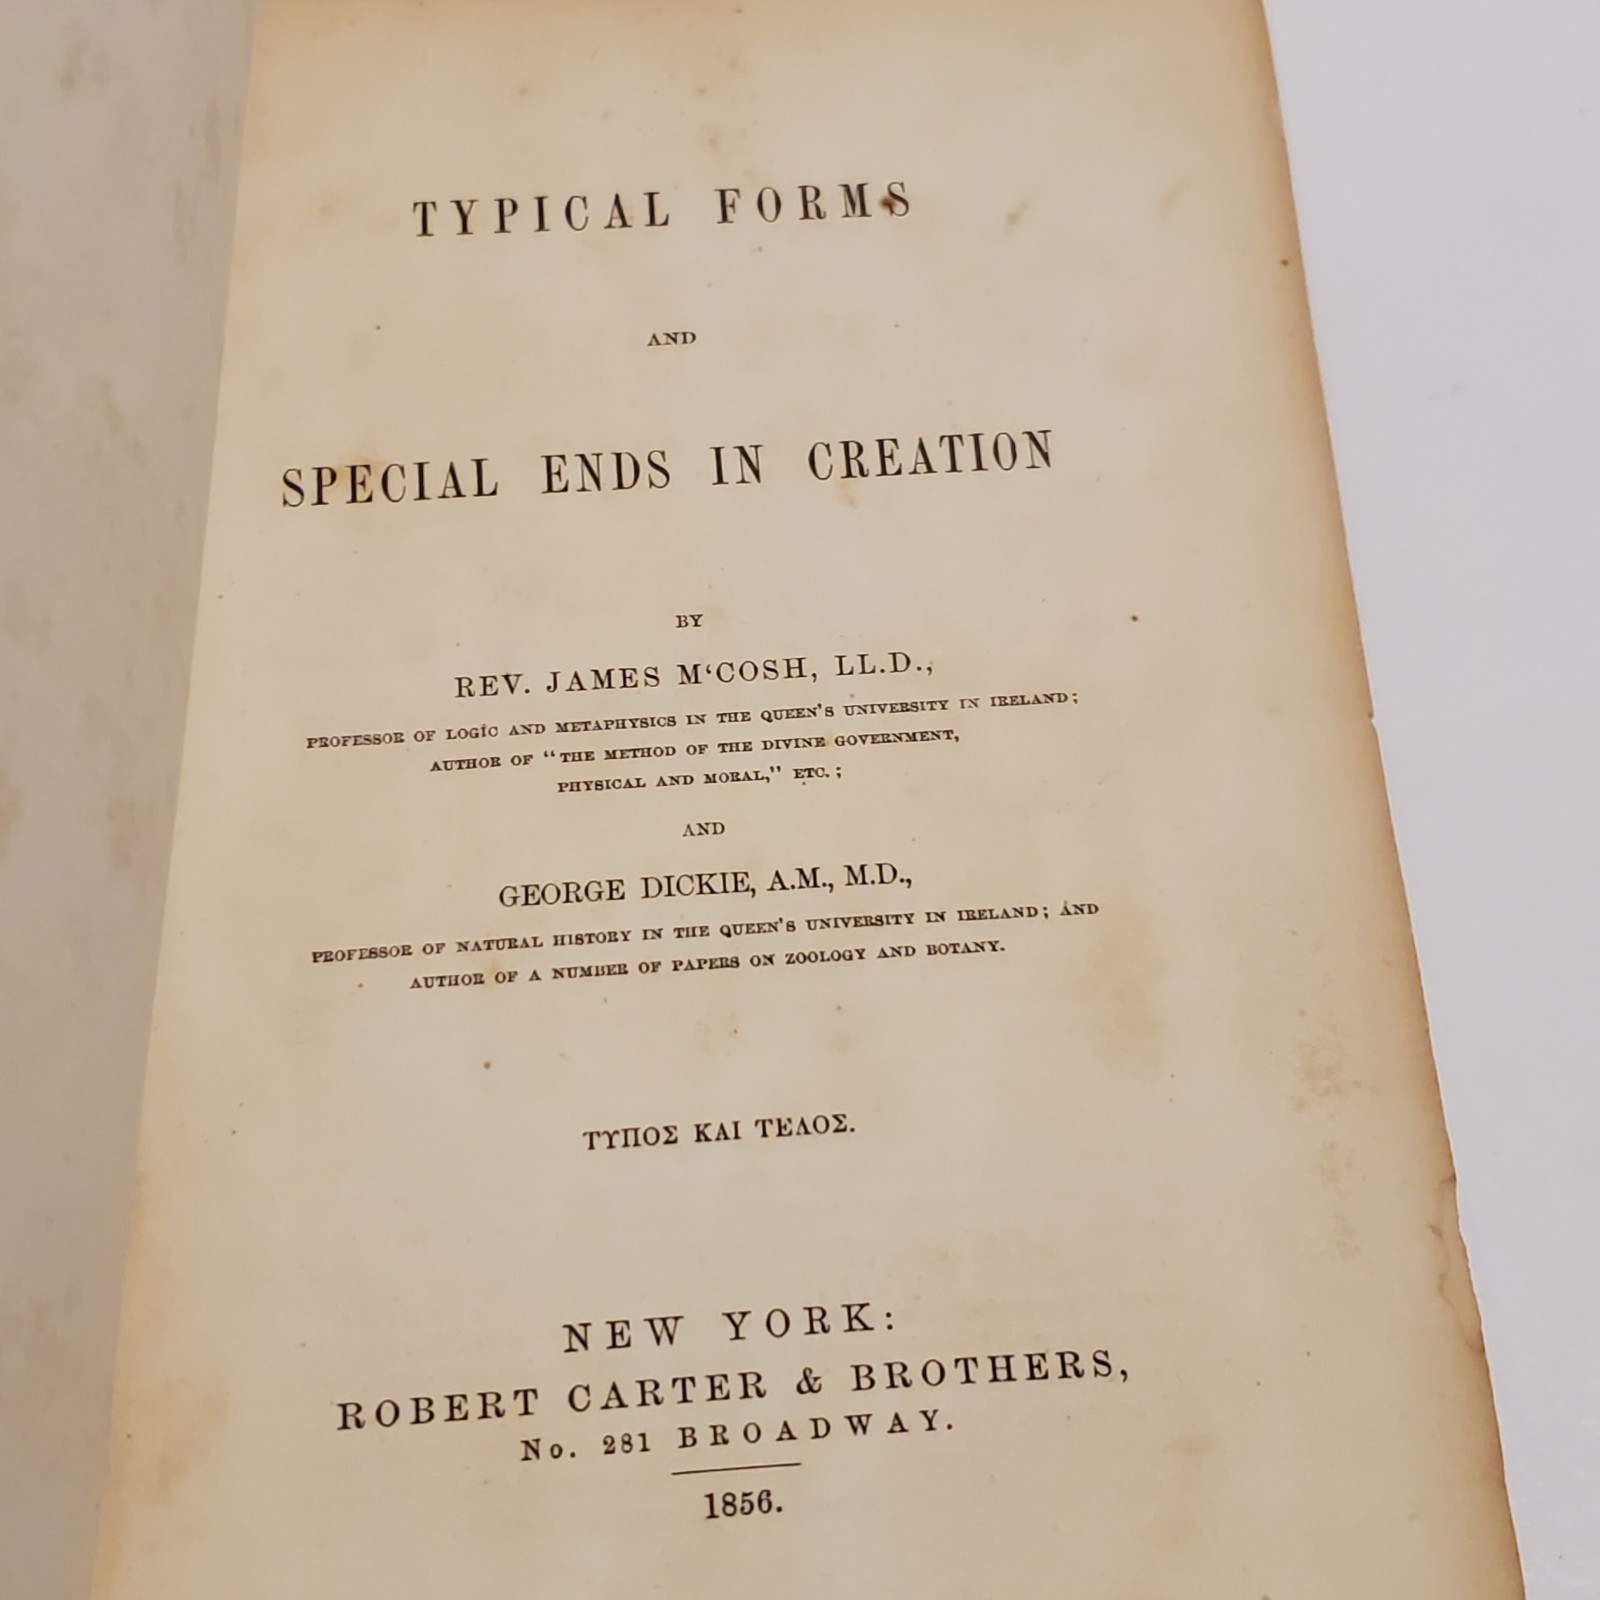 TYPICAL FORMS
AND
SPECIAL ENDS IN CREATION
BY
REV. JAMES M‘COSH, LL.D.,
PROFESSOR OF LOGIC AND METAPHYSICS IN THE QUEEN'S UNIVERSITY IN IRELAND;
AUTHOR OF “THE METHOD OF THE DIVINE GOVERNMENT,
PHYSICAL AND MORAL,” ETC.;
AND
GEORGE DICKIE, A.M., M.D.,
PROFESSOR OF NATURAL HISTORY IN THE QUEEN'S UNIVERSITY IN IRELAND; AND
AUTHOR OF A NUMBER OF PAPERS ON ZOOLOGY AND BOTANY.
ΤΥΠΟΣ ΚΑΙ ΤΕΛΟΣ.
NEW YORK:
ROBERT CARTER & BROTHERS,
No. 281 BROADWAY.
1856.